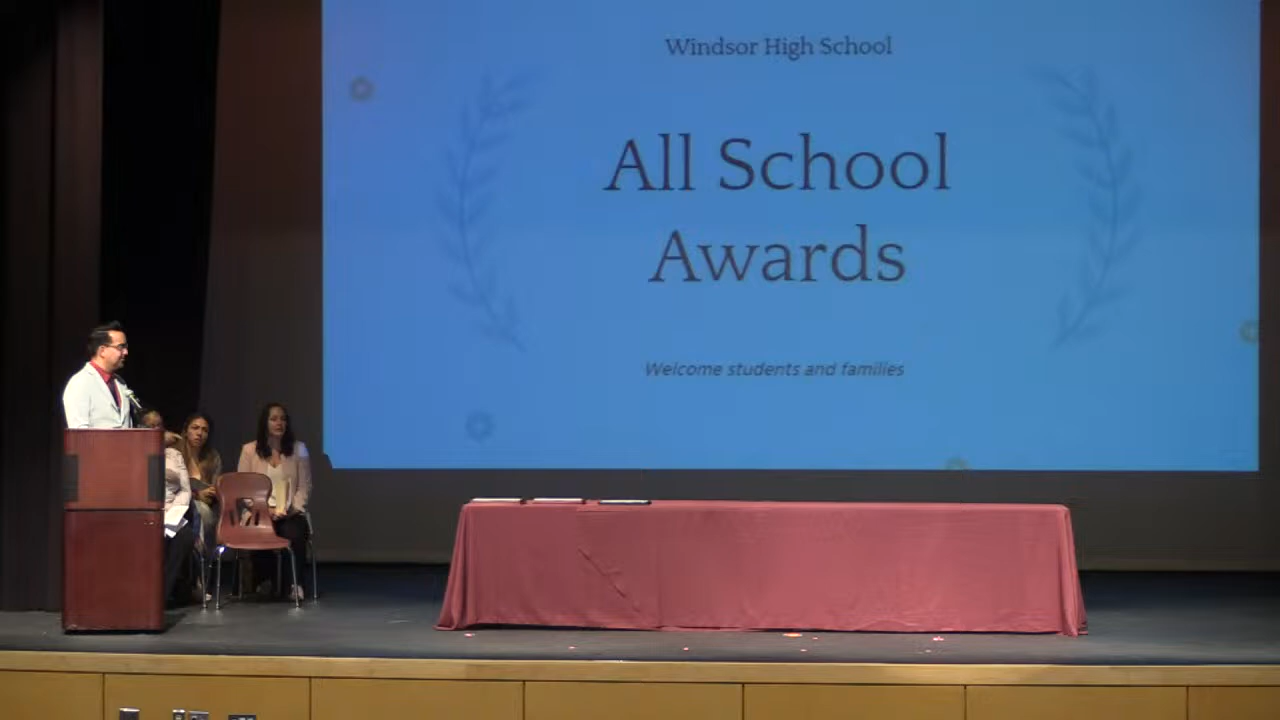 Windsor High School
All School
Awards
Welcome students and families